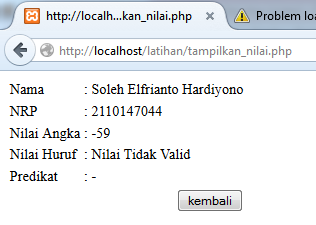 http://localh...kan_nilai.php
Problem loa
http://localhost/latihan/tampilkan_nilai.php
Nama : Soleh Elfrianto Hardiyono
NRP : 2110147044
Nilai Angka : -59
Nilai Huruf : Nilai Tidak Valid
Predikat : -
kembali